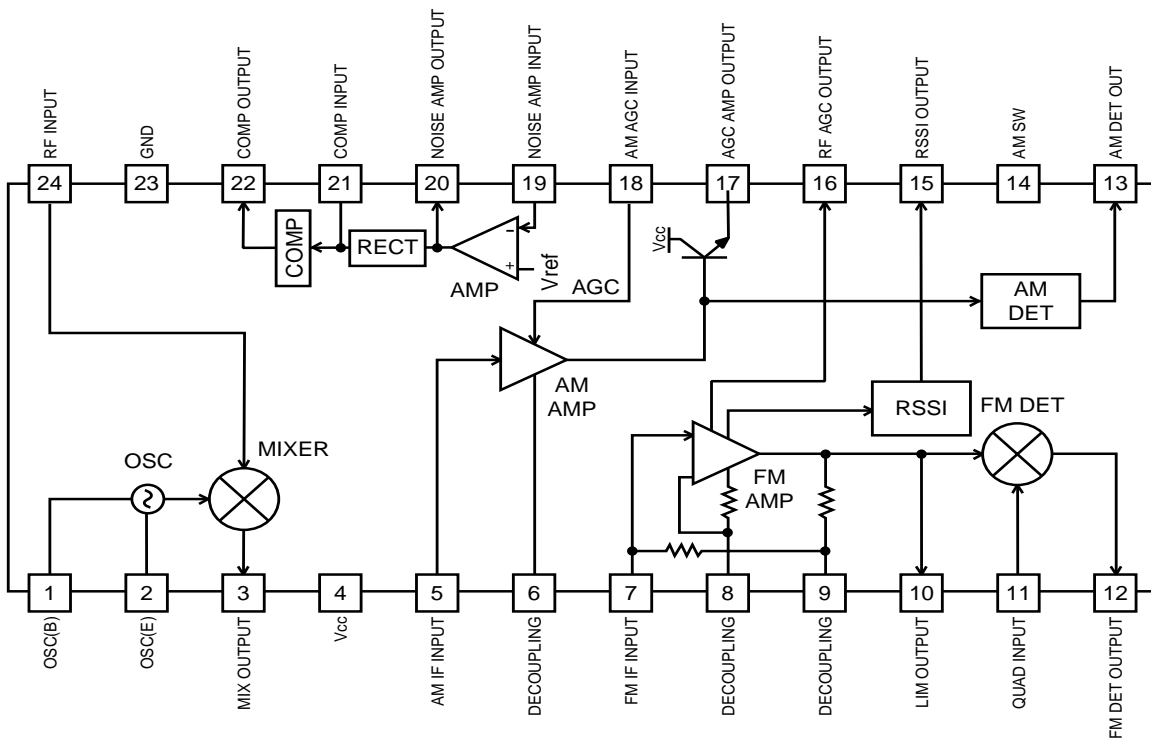 RF INPUT
GND
COMP OUTPUT
COMP INPUT
NOISE AMP OUTPUT
NOISE AMP INPUT
AM AGC INPUT
AGC AMP OUTPUT
RF AGC OUTPUT
RSSI OUTPUT
AM SW
AM DET OUT
24
23
22
21
20
19
18
17
16
15
14
13
COMP
RECT
-
+
Vref
AMP
AGC
Vcc
AM
DET
AM
AMP
RSSI
FM DET
OSC
MIXER
FM
AMP
1
2
3
4
5
6
7
8
9
10
11
12
OSC(B)
OSC(E)
MIX OUTPUT
Vcc
AM IF INPUT
DECOUPLING
FM IF INPUT
DECOUPLING
DECOUPLING
LIM OUTPUT
QUAD INPUT
FM DET OUTPUT